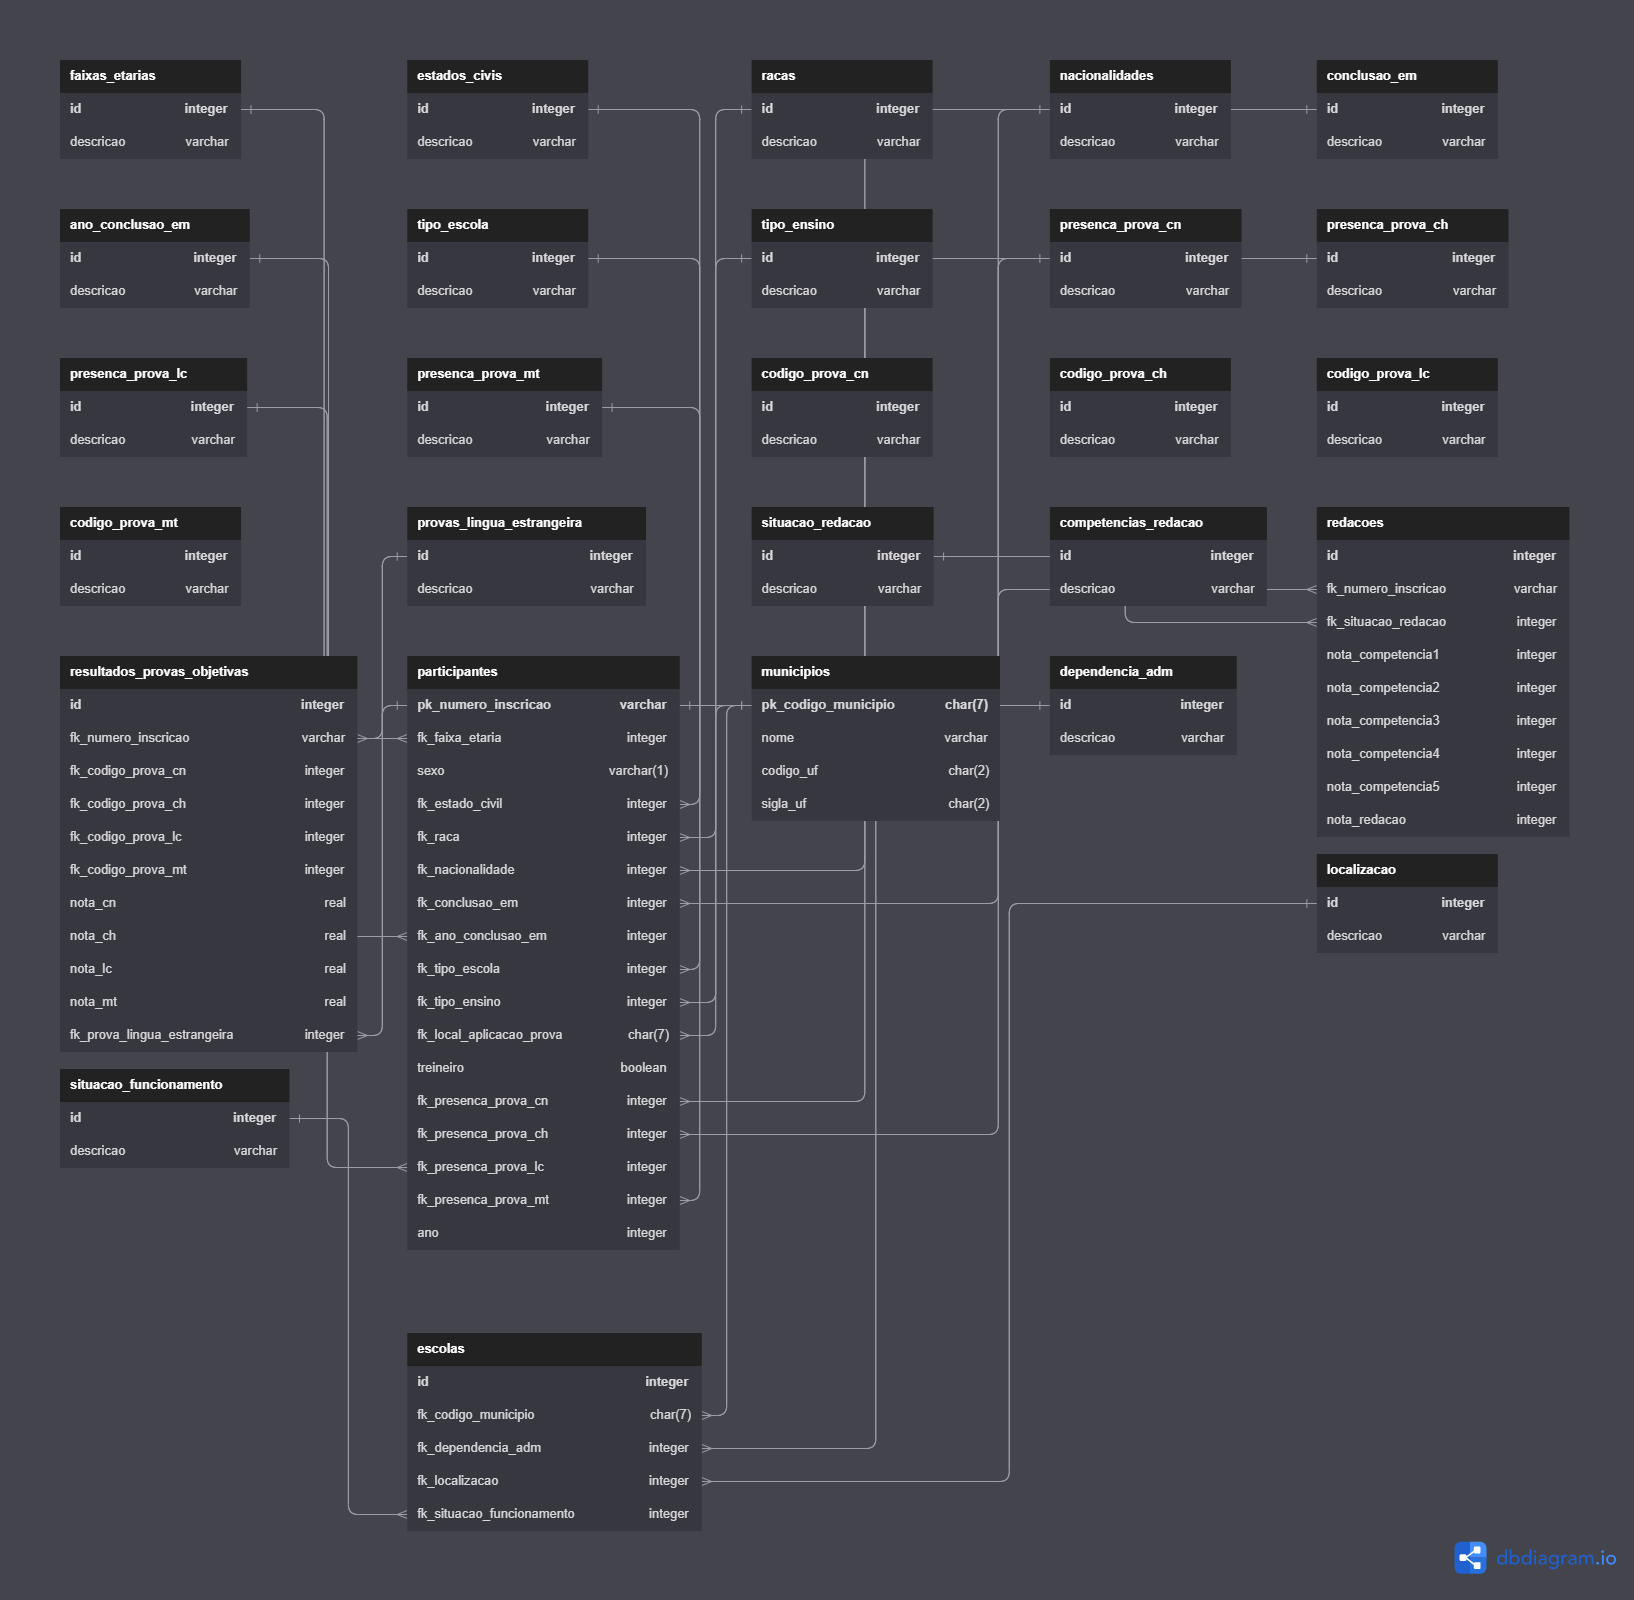 faixas_etarias
id integer
descricao varchar
estados_civis
id integer
descricao varchar
racas
id integer
descricao varchar
nacionalidades
id integer
descricao varchar
conclusao_em
id integer
descricao varchar
ano_conclusao_em
id integer
descricao varchar
tipo_escola
id integer
descricao varchar
tipo_ensino
id integer
descricao varchar
presenca_prova_cn
id integer
descricao varchar
presenca_prova_ch
id integer
descricao varchar
presenca_prova_lc
id integer
descricao varchar
presenca_prova_mt
id integer
descricao varchar
codigo_prova_cn
id integer
descricao varchar
codigo_prova_ch
id integer
descricao varchar
codigo_prova_lc
id integer
descricao varchar
codigo_prova_mt
id integer
descricao varchar
provas_lingua_estrangeira
id integer
descricao varchar
situacao_redacao
id integer
descricao varchar
competencias_redacao
id integer
descricao varchar
redacoes
id integer
fk_numero_inscricao varchar
fk_situacao_redacao integer
nota_competencia1 integer
nota_competencia2 integer
nota_competencia3 integer
nota_competencia4 integer
nota_competencia5 integer
nota_redacao integer
resultados_provas_objetivas
id integer
fk_numero_inscricao varchar
fk_codigo_prova_cn integer
fk_codigo_prova_ch integer
fk_codigo_prova_lc integer
fk_codigo_prova_mt integer
nota_cn real
nota_ch real
nota_lc real
nota_mt real
fk_prova_lingua_estrangeira integer
participantes
pk_numero_inscricao varchar
fk_faixa_etaria integer
sexo varchar(1)
fk_estado_civil integer
fk_raca integer
fk_nacionalidade integer
fk_conclusao_em integer
fk_ano_conclusao_em integer
fk_tipo_escola integer
fk_tipo_ensino integer
fk_local_aplicacao_prova char(7)
treineiro boolean
fk_presenca_prova_cn integer
fk_presenca_prova_ch integer
fk_presenca_prova_lc integer
fk_presenca_prova_mt integer
ano integer
municipios
pk_codigo_municipio char(7)
nome varchar
codigo_uf char(2)
sigla_uf char(2)
dependencia_adm
id integer
descricao varchar
localizacao
id integer
descricao varchar
situacao_funcionamento
id integer
descricao varchar
escolas
id integer
fk_codigo_municipio char(7)
fk_dependencia_adm integer
fk_localizacao integer
fk_situacao_funcionamento integer
dbdiagram.io